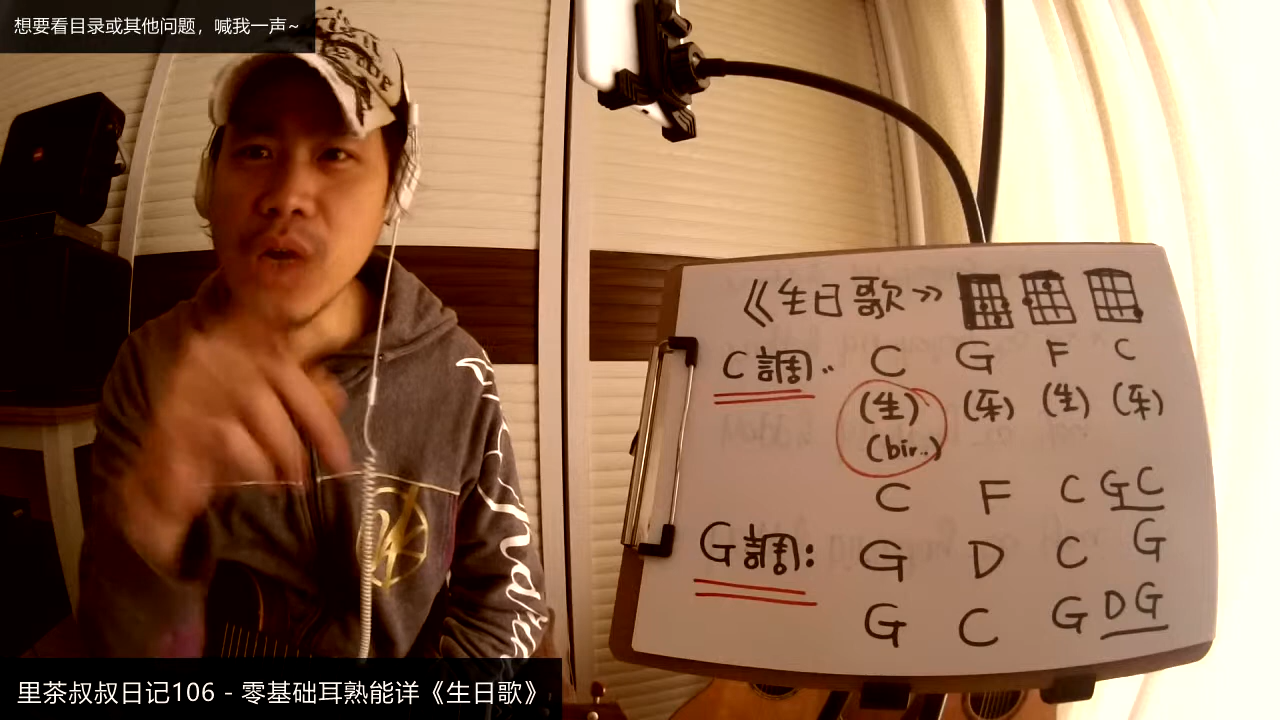 想要看目录或其他问题，喊我一声~
《生日歌》
C調.. C G F C
(生) (乐) (生) (乐)
(bir..)
C F C G C
G調: G D C G
G C G D G
里茶叔叔日记106 - 零基础耳熟能详《生日歌》